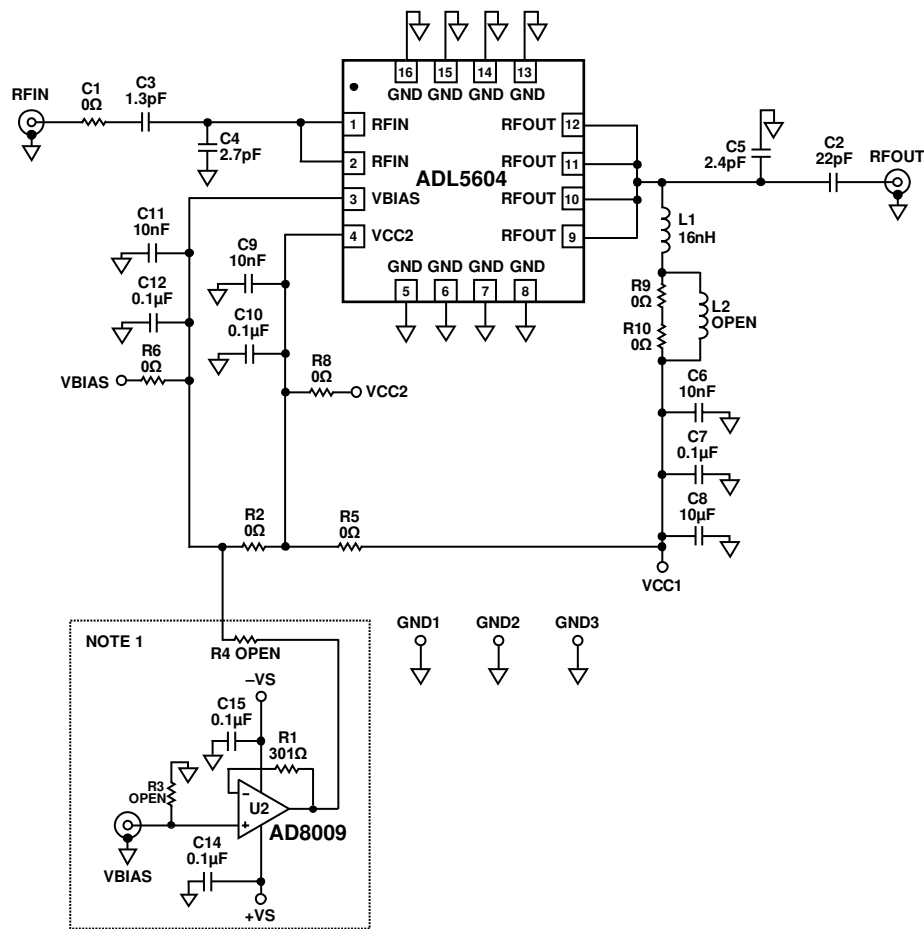 16 15 14 13
GND GND GND GND
RFIN
C1
0Ω
C3
1.3pF
C4
2.7pF
1 RFIN
2 RFIN
3 VBIAS
4 VCC2
ADL5604
RFOUT 12
RFOUT 11
RFOUT 10
RFOUT 9
GND GND GND GND
5 6 7 8
C5
2.4pF
C2
22pF
RFOUT
L1
16nH
R9
0Ω
R10
0Ω
L2
OPEN
C11
10nF
C12
0.1µF
R6
0Ω
VBIAS
C9
10nF
C10
0.1µF
R8
0Ω
VCC2
C6
10nF
C7
0.1µF
C8
10µF
R2
0Ω
R5
0Ω
VCC1
NOTE 1
R4 OPEN
GND1
GND2
GND3
–VS
C15
0.1µF
R1
301Ω
R3
OPEN
–
+
U2
AD8009
VBIAS
C14
0.1µF
+VS